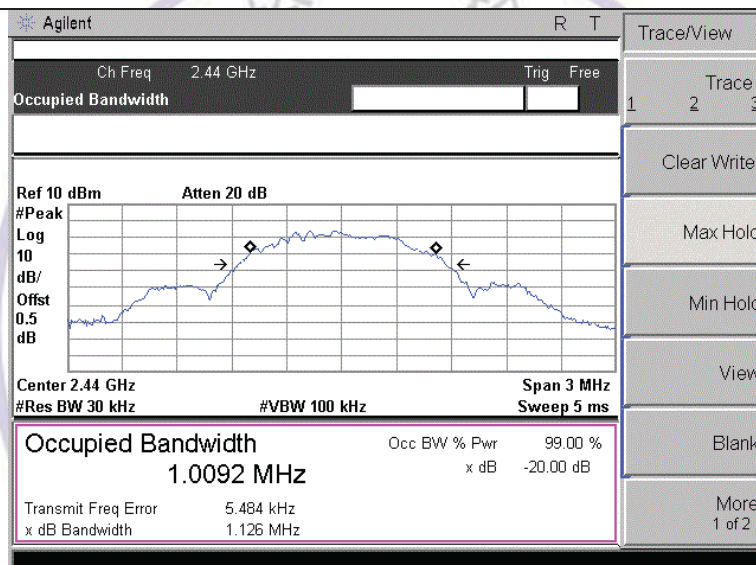 Agilent R T
Ch Freq 2.44 GHz Trig Free
Occupied Bandwidth
Ref 10 dBm Atten 20 dB
#Peak
Log
10
dB/
Offst
0.5
dB
Center 2.44 GHz Span 3 MHz
#Res BW 30 kHz #VBW 100 kHz Sweep 5 ms
Occupied Bandwidth Occ BW % Pwr 99.00 %
1.0092 MHz x dB -20.00 dB
Transmit Freq Error 5.484 kHz
x dB Bandwidth 1.126 MHz
Trace/View
Trace
1 2 3
Clear Write
Max Hold
Min Hold
View
Blank
More
1 of 2